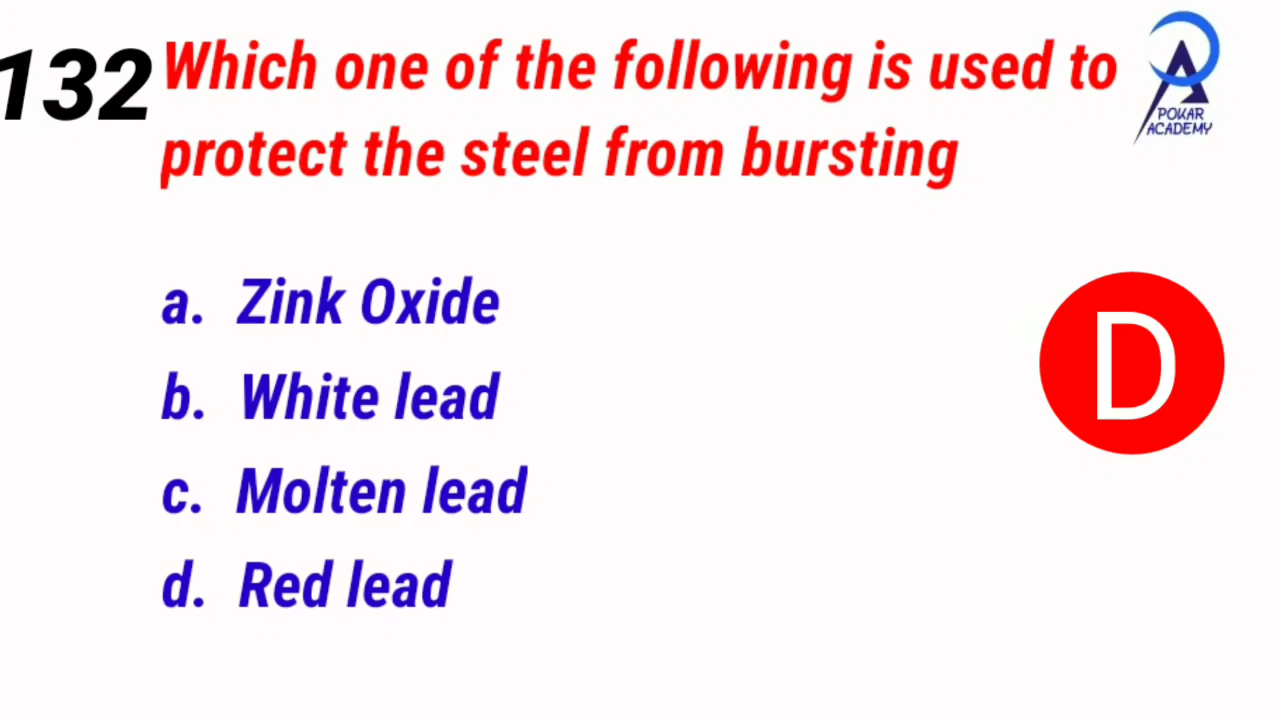 132 Which one of the following is used to
protect the steel from bursting
POKAR
ACADEMY
a. Zink Oxide
b. White lead
c. Molten lead
d. Red lead
D